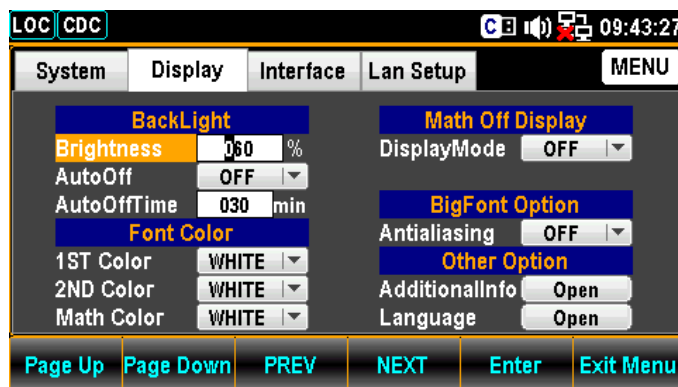 LOC CDC C 09:43:27
System Display Interface Lan Setup MENU
BackLight
Brightness 060 %
AutoOff OFF
AutoOffTime 030 min
Font Color
1ST Color WHITE
2ND Color WHITE
Math Color WHITE
Math Off Display
DisplayMode OFF
BigFont Option
Antialiasing OFF
Other Option
AdditionalInfo Open
Language Open
Page Up Page Down PREV NEXT Enter Exit Menu